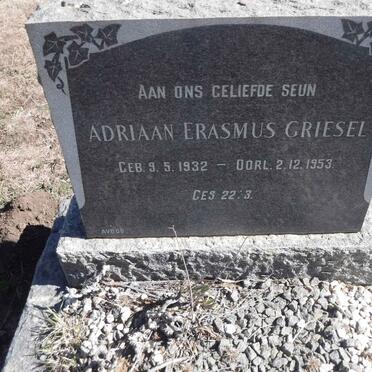 AAN ONS GELIEFDE SEUN
ADRIAAN ERASMUS GRIESEL
GEB. 9. 5. 1932 – OORL. 2. 12. 1953.
GES. 22: 3.